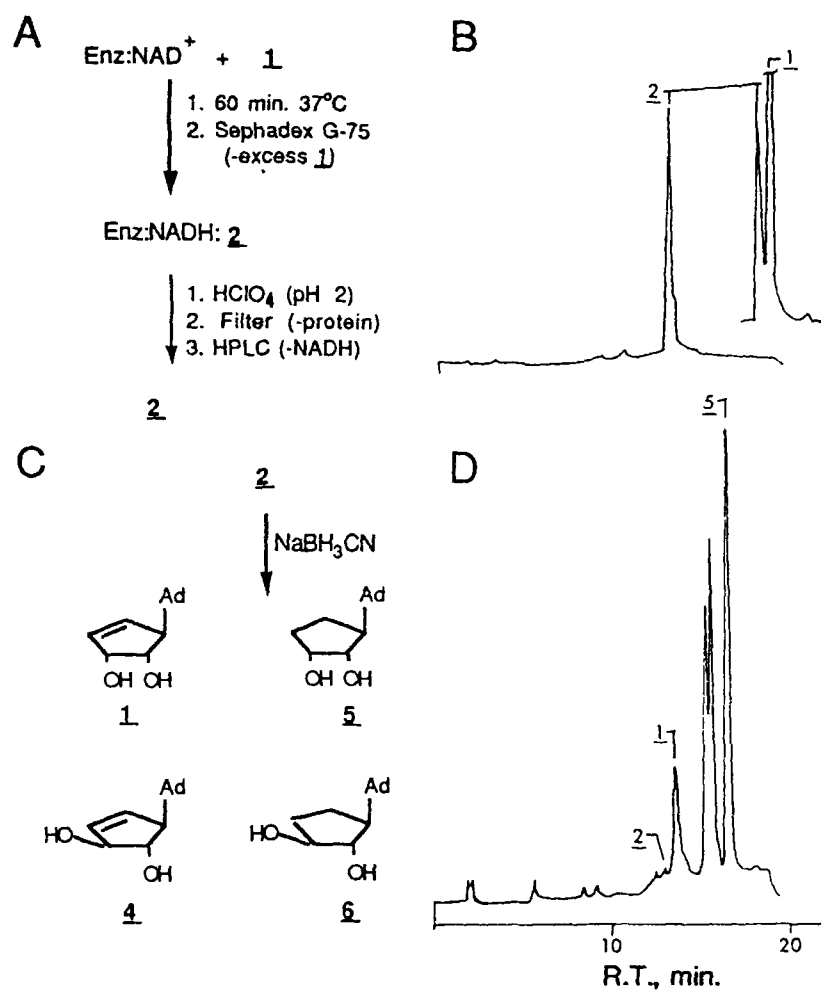 A
Enz:NAD+ + 1
1. 60 min. 37°C
2. Sephadex G-75
(-excess 1)
Enz:NADH: 2
1. HClO4 (pH 2)
2. Filter (-protein)
3. HPLC (-NADH)
2
B
2
1
C
2
NaBH3CN
Ad
OH OH
1
Ad
OH OH
5
Ad
HO
OH
4
Ad
HO
OH
6
D
5
1
2
10
20
R.T., min.